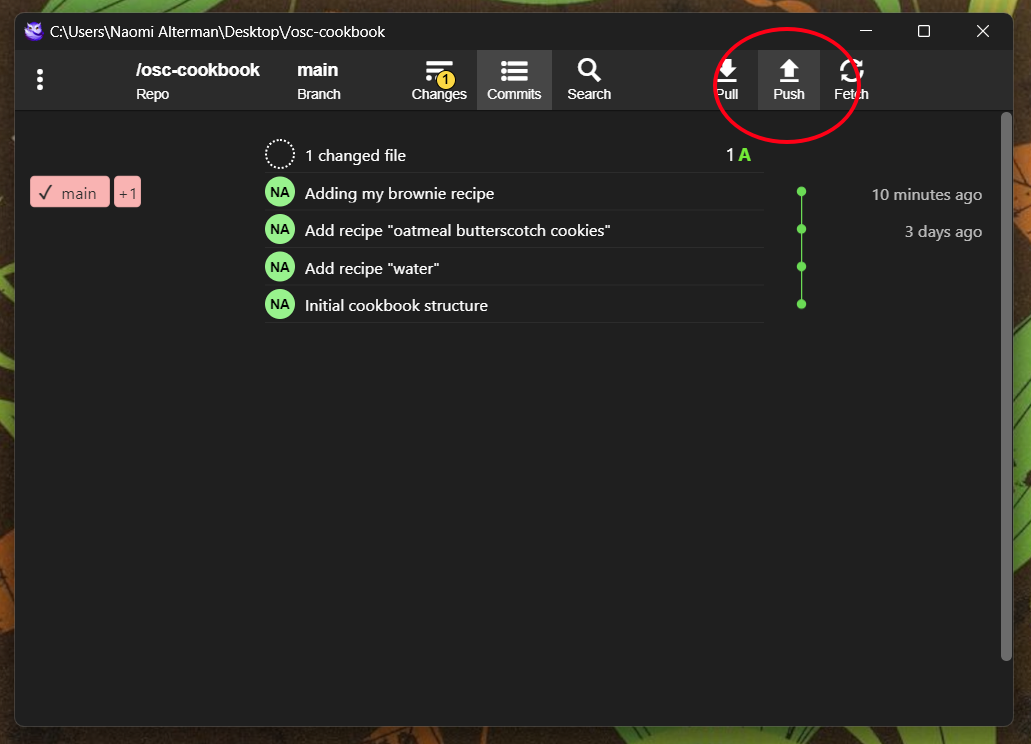 C:\Users\Naomi Alterman\Desktop\/osc-cookbook
/osc-cookbook
Repo
main
Branch
1
Changes
Commits
Search
Pull
Push
Fetch
1 changed file
1 A
main
+1
NA
Adding my brownie recipe
10 minutes ago
NA
Add recipe "oatmeal butterscotch cookies"
3 days ago
NA
Add recipe "water"
NA
Initial cookbook structure